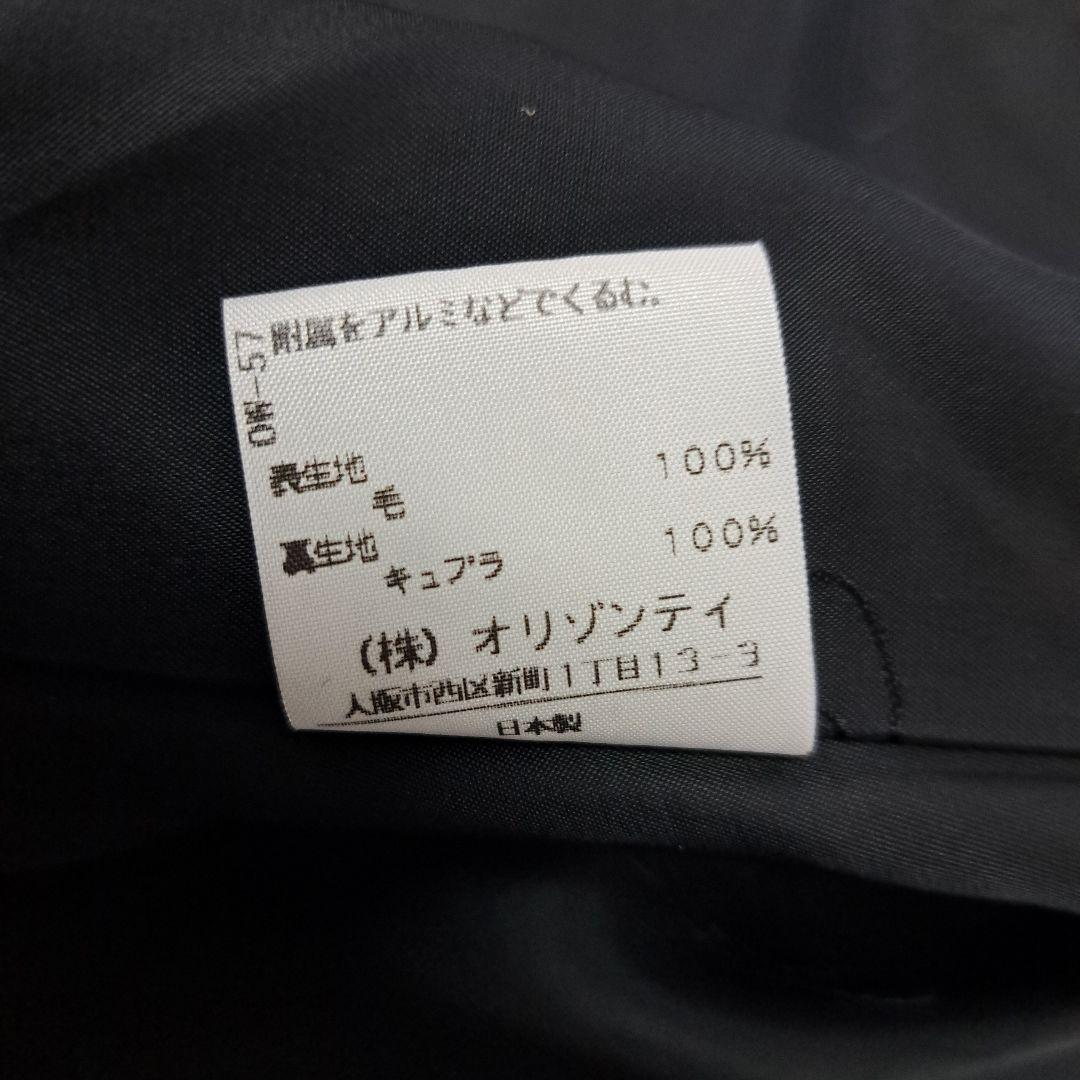 附属をアルミなどでくるむ。
OW-57
表生地 100%
毛
裏生地 100%
キュプラ
(株) オリゾンティ
大阪市西区新町1丁目13-3
日本製